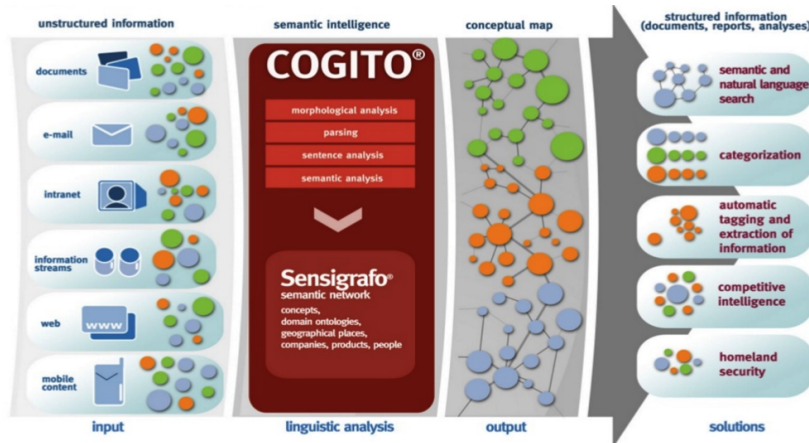 unstructured information
semantic intelligence
conceptual map
structured information
(documents, reports, analyses)
documents
e-mail
intranet
information
streams
web
www
mobile
content
input
COGITO®
morphological analysis
parsing
sentence analysis
semantic analysis
Sensigrafo®
semantic network
concepts,
domain ontologies,
geographical places,
companies, products, people
linguistic analysis
output
semantic and
natural language
search
categorization
automatic
tagging and
extraction of
information
competitive
intelligence
homeland
security
solutions